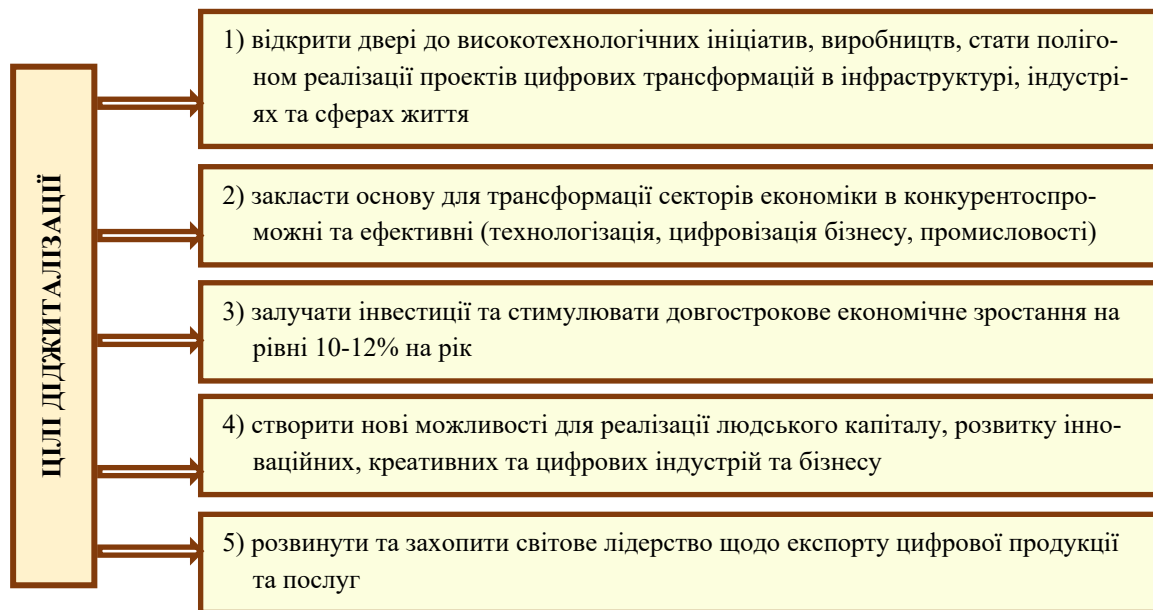 ЦІЛІ ДІДЖИТАЛІЗАЦІЇ
1) відкрити двері до високотехнологічних ініціатив, виробництв, стати поліго-
ном реалізації проектів цифрових трансформацій в інфраструктурі, індустрі-
ях та сферах життя
2) закласти основу для трансформації секторів економіки в конкурентоспро-
можні та ефективні (технологізація, цифровізація бізнесу, промисловості)
3) залучати інвестиції та стимулювати довгострокове економічне зростання на
рівні 10-12% на рік
4) створити нові можливості для реалізації людського капіталу, розвитку інно-
ваційних, креативних та цифрових індустрій та бізнесу
5) розвинути та захопити світове лідерство щодо експорту цифрової продукції
та послуг